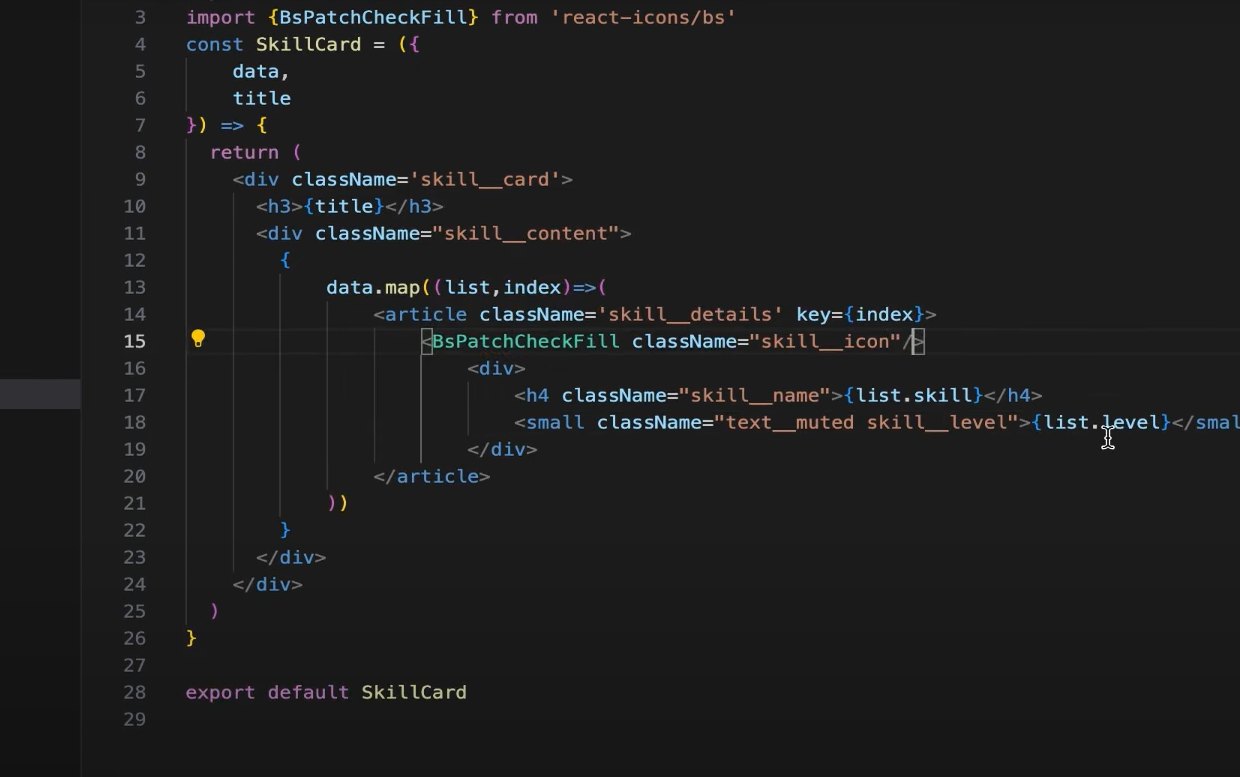 3 import {BsPatchCheckFill} from 'react-icons/bs'
4 const SkillCard = ({
5 data,
6 title
7 }) => {
8 return (
9 <div className='skill__card'>
10 <h3>{title}</h3>
11 <div className="skill__content">
12 {
13 data.map((list,index)=>(
14 <article className='skill__details' key={index}>
15 <BsPatchCheckFill className="skill__icon"/>
16 <div>
17 <h4 className="skill__name">{list.skill}</h4>
18 <small className="text__muted skill__level">{list.level}</smal
19 </div>
20 </article>
21 ))
22 }
23 </div>
24 </div>
25 )
26 }
27
28 export default SkillCard
29